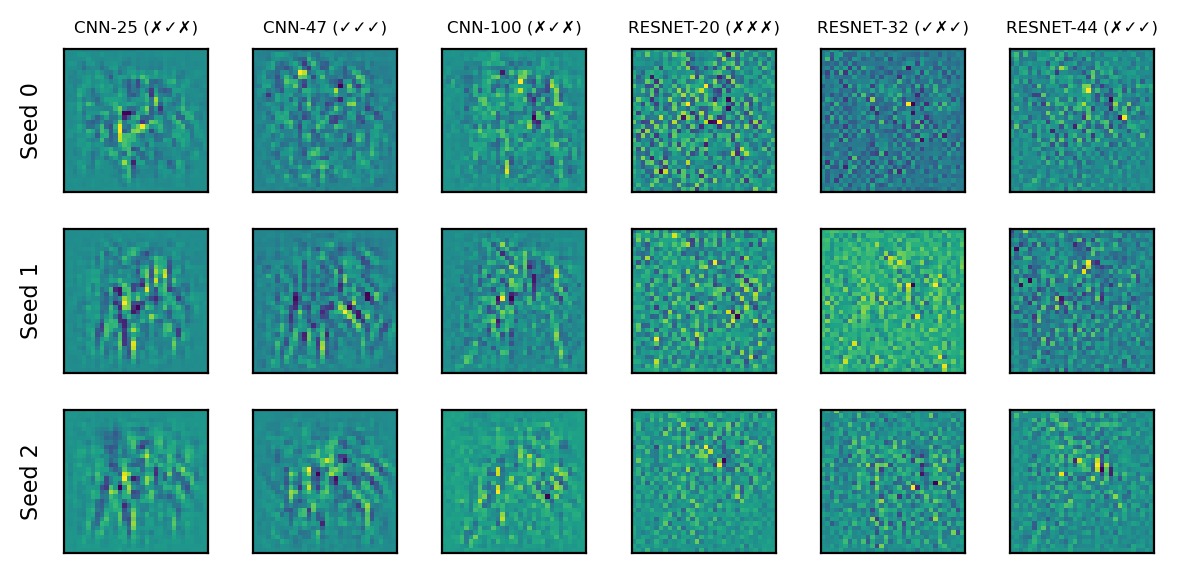 CNN-25 (✗✓✗) CNN-47 (✓✓✓) CNN-100 (✗✓✗) RESNET-20 (✗✗✗) RESNET-32 (✓✗✓) RESNET-44 (✗✓✓)
Seed 0
Seed 1
Seed 2